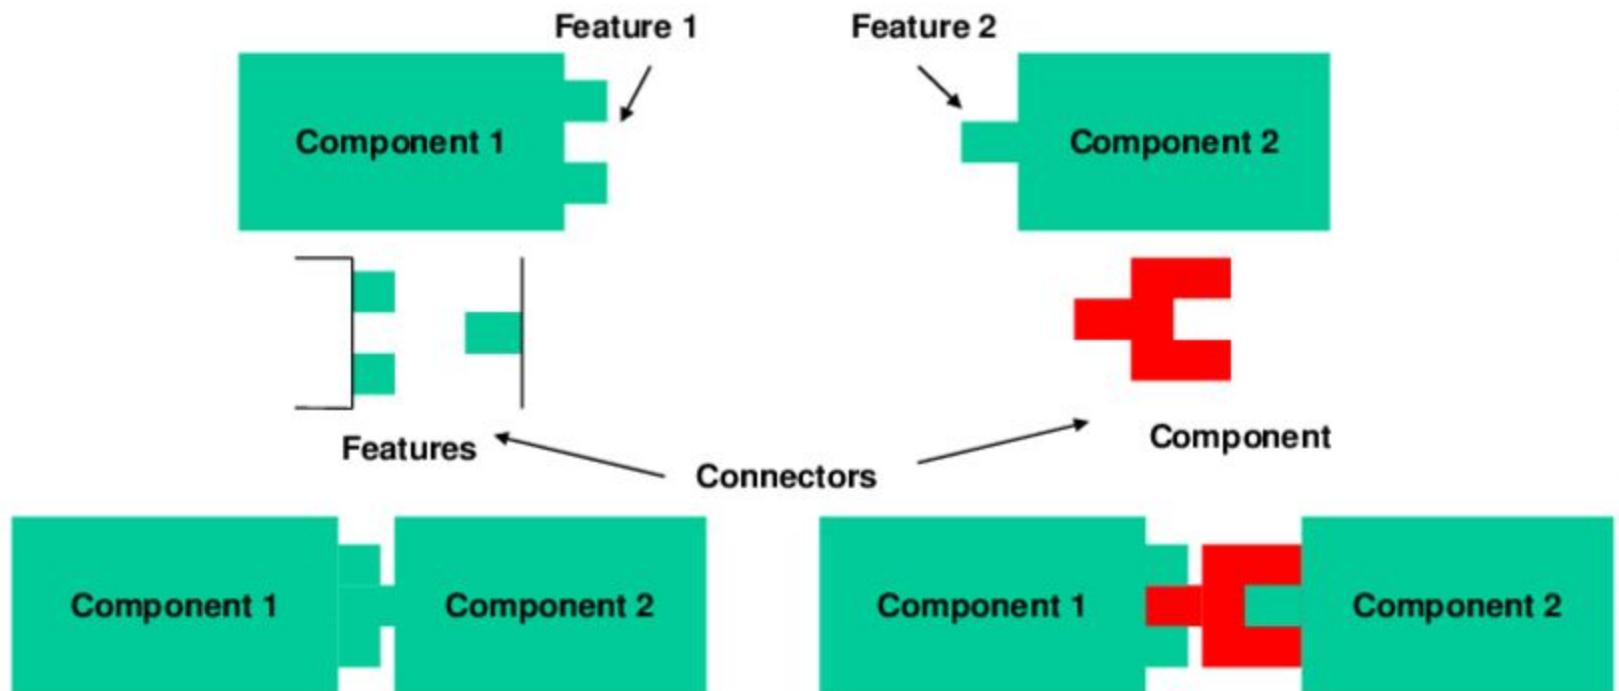 Feature 1
Feature 2
Component 1
Component 2
Features
Component
Connectors
Component 1
Component 2
Component 1
Component 2